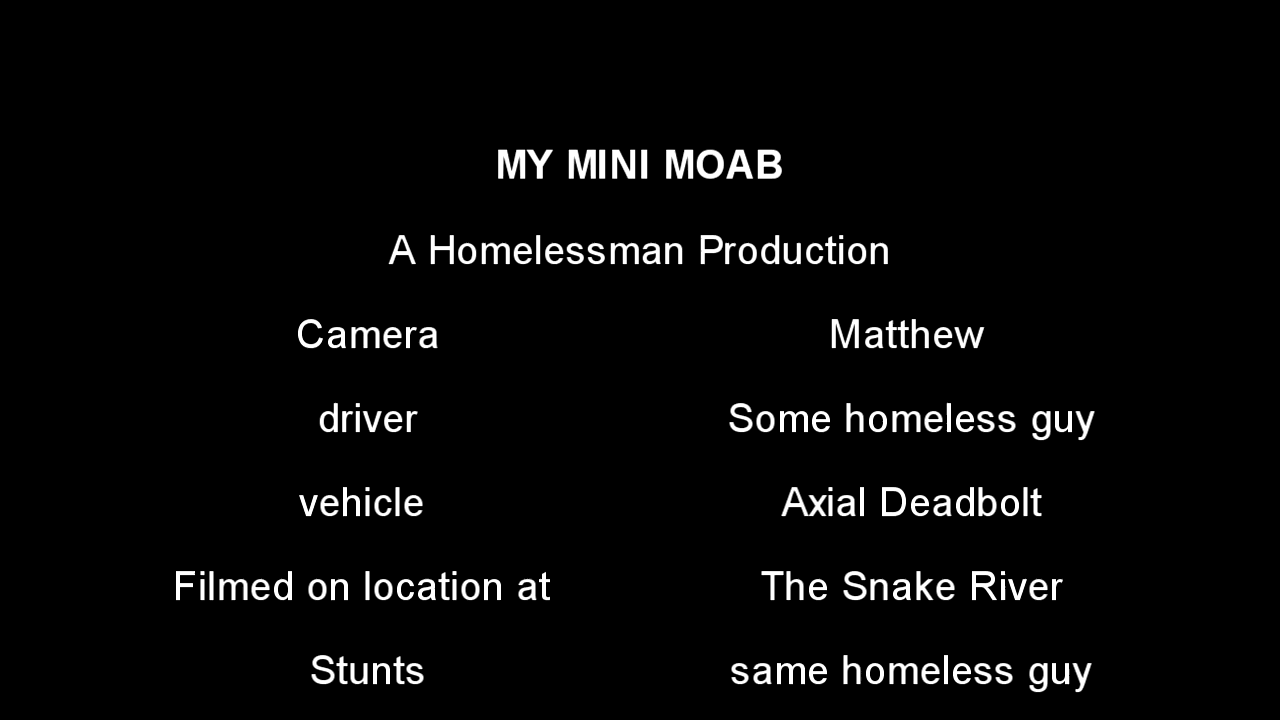 MY MINI MOAB
A Homelessman Production
Camera Matthew
driver Some homeless guy
vehicle Axial Deadbolt
Filmed on location at The Snake River
Stunts same homeless guy